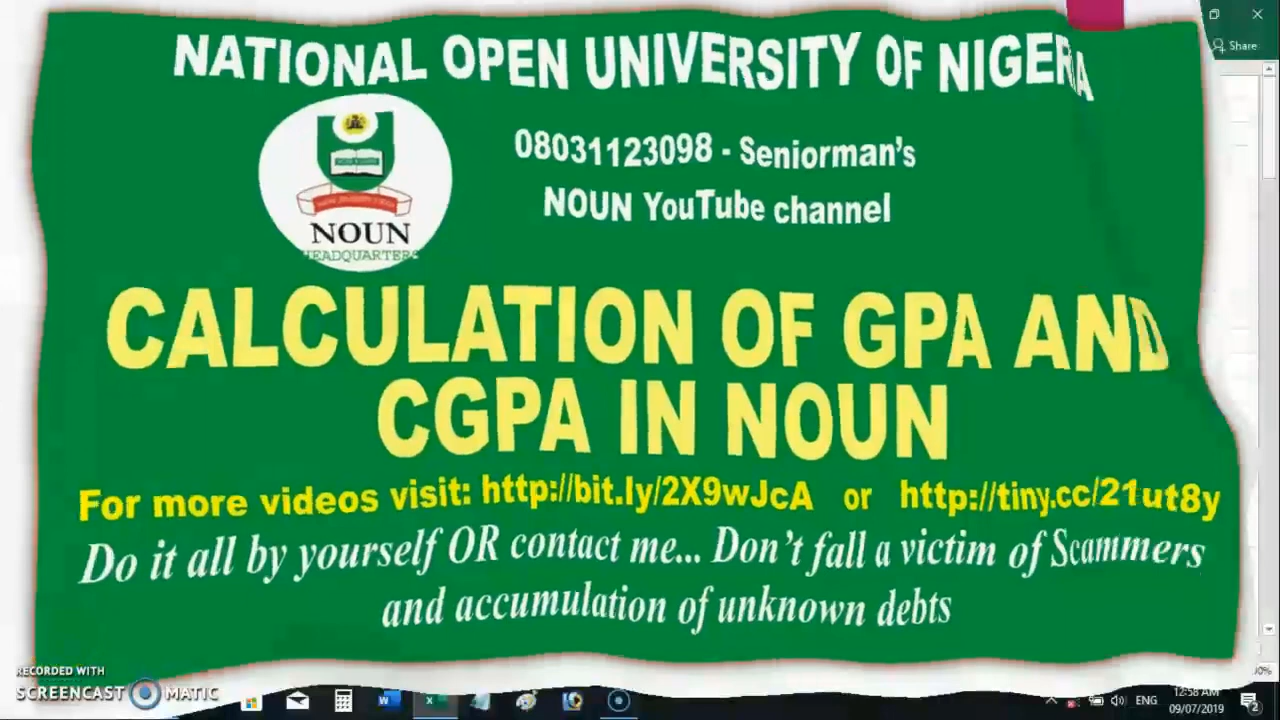 NATIONAL OPEN UNIVERSITY OF NIGERIA
Share
08031123098 - Seniorman's
NOUN YouTube channel
NOUN
HEADQUARTERS
CALCULATION OF GPA AND
CGPA IN NOUN
For more videos visit: http://bit.ly/2X9wJcA or http://tiny.cc/21ut8y
Do it all by yourself OR contact me... Don't fall a victim of Scammers
and accumulation of unknown debts
RECORDED WITH
SCREENCAST MATIC
ENG
12:58 AM
09/07/2019
2